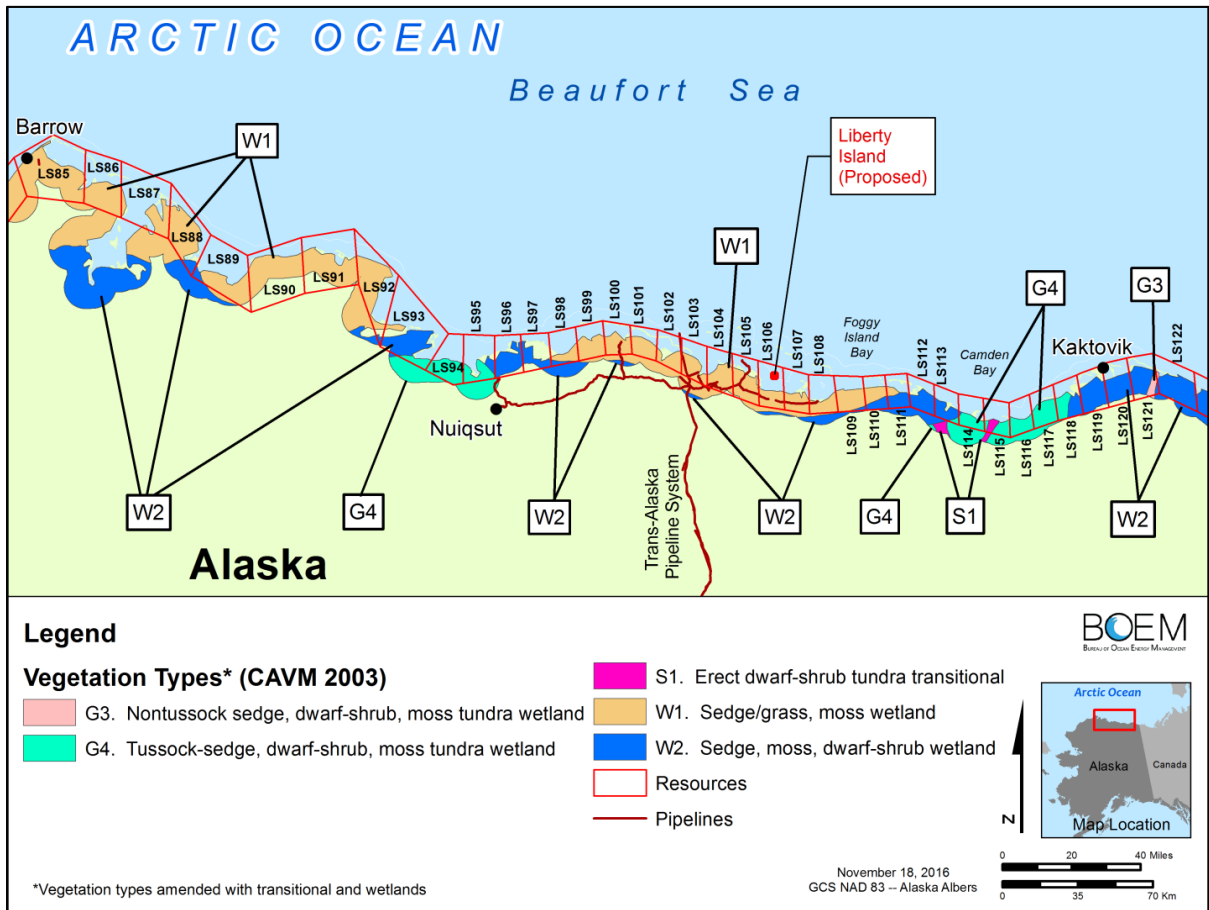 ARCTIC OCEAN
Beaufort Sea
Barrow
W1
Liberty
Island
(Proposed)
LS85
LS86
LS87
LS88
LS89
LS90
LS91
LS92
LS93
LS94
LS95
LS96
LS97
LS98
LS99
LS100
LS101
LS102
LS103
LS104
LS105
LS106
LS107
LS108
W1
G4
G3
Foggy
Island
Bay
Camden
Bay
Kaktovik
LS109
LS110
LS111
LS112
LS113
LS114
LS115
LS116
LS117
LS118
LS119
LS120
LS121
LS122
Nuiqsut
W2
G4
W2
Trans-Alaska
Pipeline System
W2
G4
S1
W2
Alaska
Legend
Vegetation Types* (CAVM 2003)
G3. Nontussock sedge, dwarf-shrub, moss tundra wetland
G4. Tussock-sedge, dwarf-shrub, moss tundra wetland
S1. Erect dwarf-shrub tundra transitional
W1. Sedge/grass, moss wetland
W2. Sedge, moss, dwarf-shrub wetland
Resources
Pipelines
BOEM
BUREAU OF OCEAN ENERGY MANAGEMENT
Arctic Ocean
Alaska
Canada
Map Location
N
0 20 40 Miles
0 35 70 Km
November 18, 2016
GCS NAD 83 -- Alaska Albers
*Vegetation types amended with transitional and wetlands